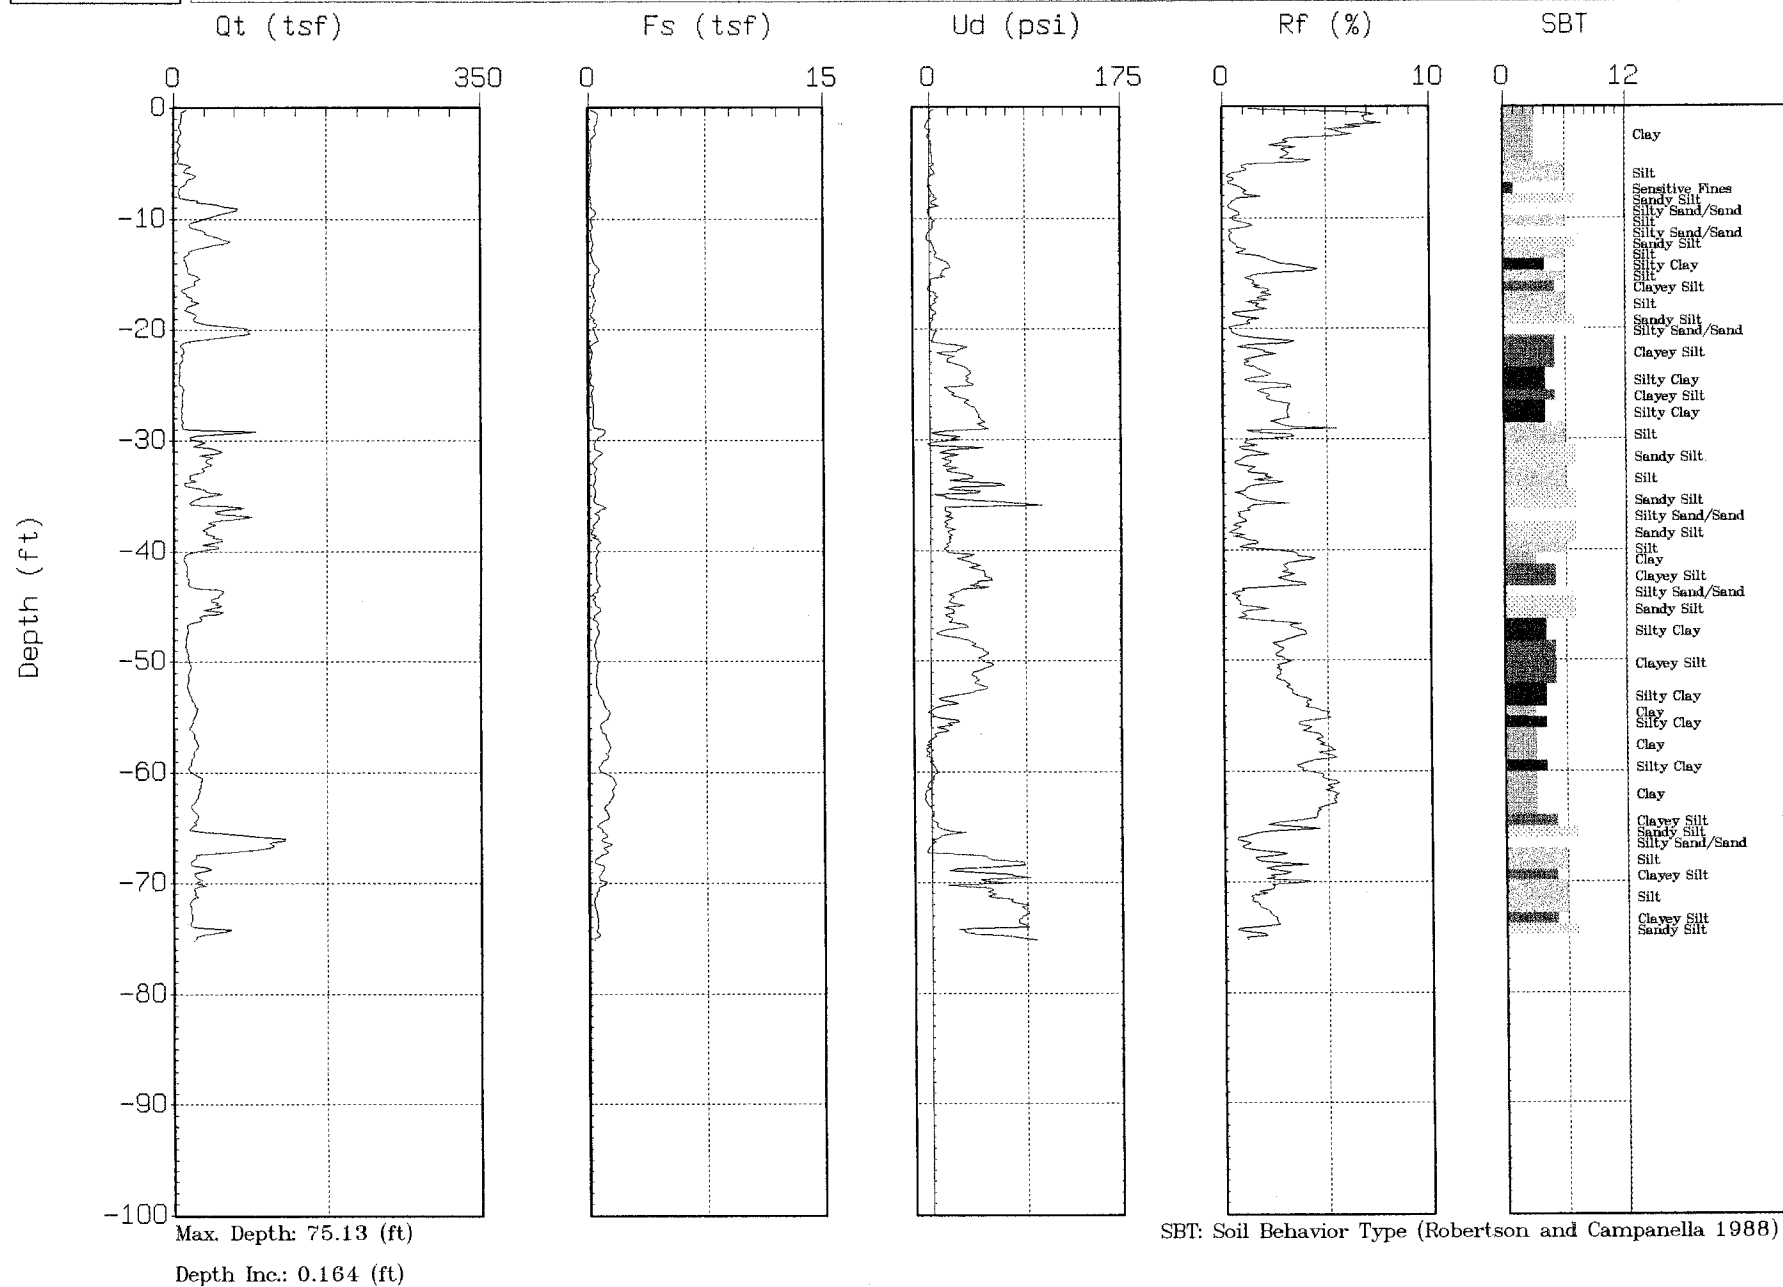 Qt (tsf) Fs (tsf) Ud (psi) Rf (%) SBT
0 350 0 15 0 175 0 10 0 12
0
-10
-20
-30
-40
-50
-60
-70
-80
-90
-100
Depth (ft)
Clay
Silt
Sensitive Fines
Sandy Silt
Silty Sand/Sand
Silt
Silty Sand/Sand
Sandy Silt
Silt
Silty Clay
Silt
Clayey Silt
Silt
Sandy Silt
Silty Sand/Sand
Clayey Silt
Silty Clay
Clayey Silt
Silty Clay
Silt
Sandy Silt
Silt
Sandy Silt
Silty Sand/Sand
Sandy Silt
Silt
Clay
Clayey Silt
Silty Sand/Sand
Sandy Silt
Silty Clay
Clayey Silt
Silty Clay
Clay
Silty Clay
Clay
Silty Clay
Clay
Clayey Silt
Sandy Silt
Silty Sand/Sand
Silt
Clayey Silt
Silt
Clayey Silt
Sandy Silt
Max. Depth: 75.13 (ft)
SBT: Soil Behavior Type (Robertson and Campanella 1988)
Depth Inc.: 0.164 (ft)